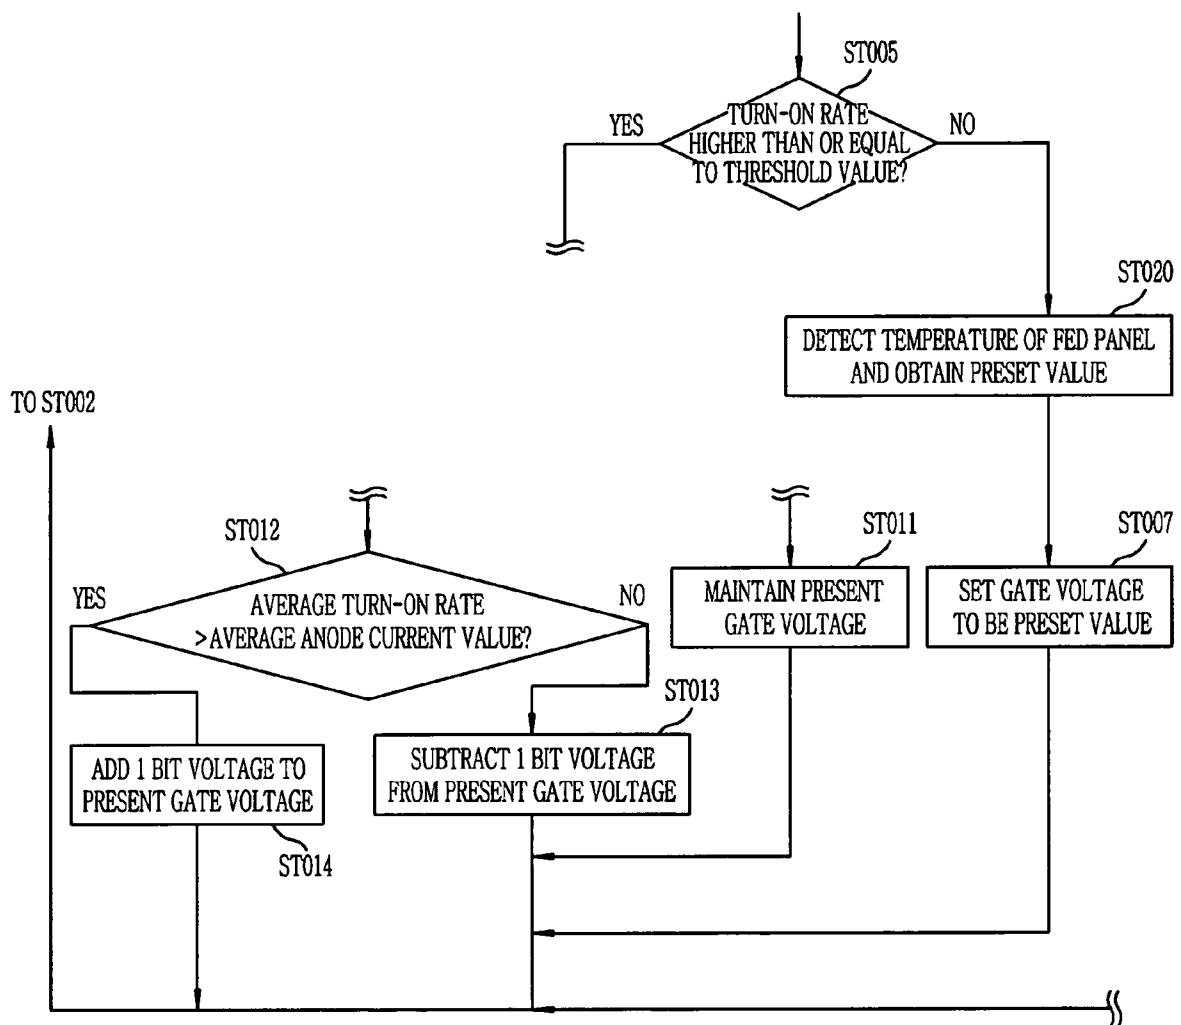 ST005
TURN-ON RATE
HIGHER THAN OR EQUAL
TO THRESHOLD VALUE?
YES
NO
ST020
DETECT TEMPERATURE OF FED PANEL
AND OBTAIN PRESET VALUE
TO ST002
ST012
AVERAGE TURN-ON RATE
>AVERAGE ANODE CURRENT VALUE?
YES
NO
ST011
MAINTAIN PRESENT
GATE VOLTAGE
ST007
SET GATE VOLTAGE
TO BE PRESET VALUE
ST013
SUBTRACT 1 BIT VOLTAGE
FROM PRESENT GATE VOLTAGE
ADD 1 BIT VOLTAGE TO
PRESENT GATE VOLTAGE
ST014